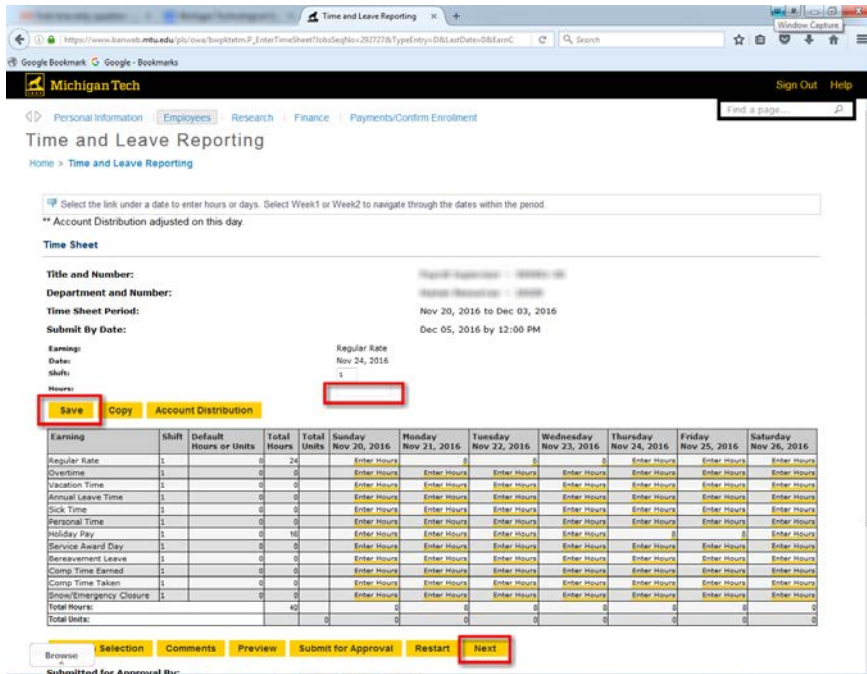 Time and Leave Reporting
Window Capture
https://www.banweb.mtu.edu/pls/owa/bwpktetm.P_EnterTimeSheet?JobsSeqNo=292727&TypeEntry=D&LastDate=0&EarnC
Search
Google Bookmark G Google - Bookmarks
Michigan Tech
Sign Out Help
Personal Information Employees Research Finance Payments/Confirm Enrollment
Find a page...
Time and Leave Reporting
Home > Time and Leave Reporting
Select the link under a date to enter hours or days. Select Week1 or Week2 to navigate through the dates within the period.
** Account Distribution adjusted on this day.
Time Sheet
Title and Number:
Department and Number:
Time Sheet Period: Nov 20, 2016 to Dec 03, 2016
Submit By Date: Dec 05, 2016 by 12:00 PM
Earning: Regular Rate
Date: Nov 24, 2016
Shift: 1
Hours:
Save Copy Account Distribution
Earning Shift Default Hours or Units Total Hours Total Units Sunday Nov 20, 2016 Monday Nov 21, 2016 Tuesday Nov 22, 2016 Wednesday Nov 23, 2016 Thursday Nov 24, 2016 Friday Nov 25, 2016 Saturday Nov 26, 2016
Regular Rate 1 0 24 Enter Hours 8 8 8 Enter Hours Enter Hours Enter Hours
Overtime 1 0 0 Enter Hours Enter Hours Enter Hours Enter Hours Enter Hours Enter Hours Enter Hours
Vacation Time 1 0 0 Enter Hours Enter Hours Enter Hours Enter Hours Enter Hours Enter Hours Enter Hours
Annual Leave Time 1 0 0 Enter Hours Enter Hours Enter Hours Enter Hours Enter Hours Enter Hours Enter Hours
Sick Time 1 0 0 Enter Hours Enter Hours Enter Hours Enter Hours Enter Hours Enter Hours Enter Hours
Personal Time 1 0 0 Enter Hours Enter Hours Enter Hours Enter Hours Enter Hours Enter Hours Enter Hours
Holiday Pay 1 0 16 Enter Hours Enter Hours Enter Hours Enter Hours 8 8 Enter Hours
Service Award Day 1 0 0 Enter Hours Enter Hours Enter Hours Enter Hours Enter Hours Enter Hours Enter Hours
Bereavement Leave 1 0 0 Enter Hours Enter Hours Enter Hours Enter Hours Enter Hours Enter Hours Enter Hours
Comp Time Earned 1 0 0 Enter Hours Enter Hours Enter Hours Enter Hours Enter Hours Enter Hours Enter Hours
Comp Time Taken 1 0 0 Enter Hours Enter Hours Enter Hours Enter Hours Enter Hours Enter Hours Enter Hours
Snow/Emergency Closure 1 0 0 Enter Hours Enter Hours Enter Hours Enter Hours Enter Hours Enter Hours Enter Hours
Total Hours: 40 0 8 8 8 8 8 0
Total Units: 0 0 0 0 0 0 0 0
Browse Selection Comments Preview Submit for Approval Restart Next
Submitted for Approval By: